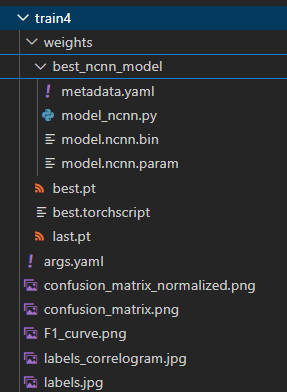 train4
weights
best_ncnn_model
metadata.yaml
model_ncnn.py
model.ncnn.bin
model.ncnn.param
best.pt
best.torchscript
last.pt
args.yaml
confusion_matrix_normalized.png
confusion_matrix.png
F1_curve.png
labels_correlogram.jpg
labels.jpg